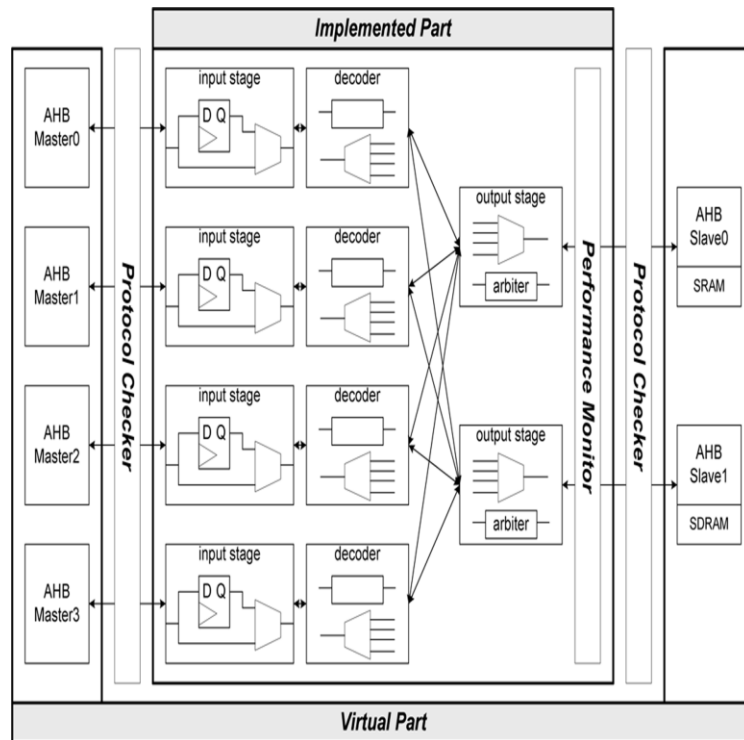 Implemented Part
AHB
Master0
input stage
D Q
decoder
AHB
Master1
input stage
D Q
decoder
AHB
Master2
input stage
D Q
decoder
AHB
Master3
input stage
D Q
decoder
Protocol Checker
output stage
arbiter
output stage
arbiter
Performance Monitor
Protocol Checker
AHB
Slave0
SRAM
AHB
Slave1
SDRAM
Virtual Part